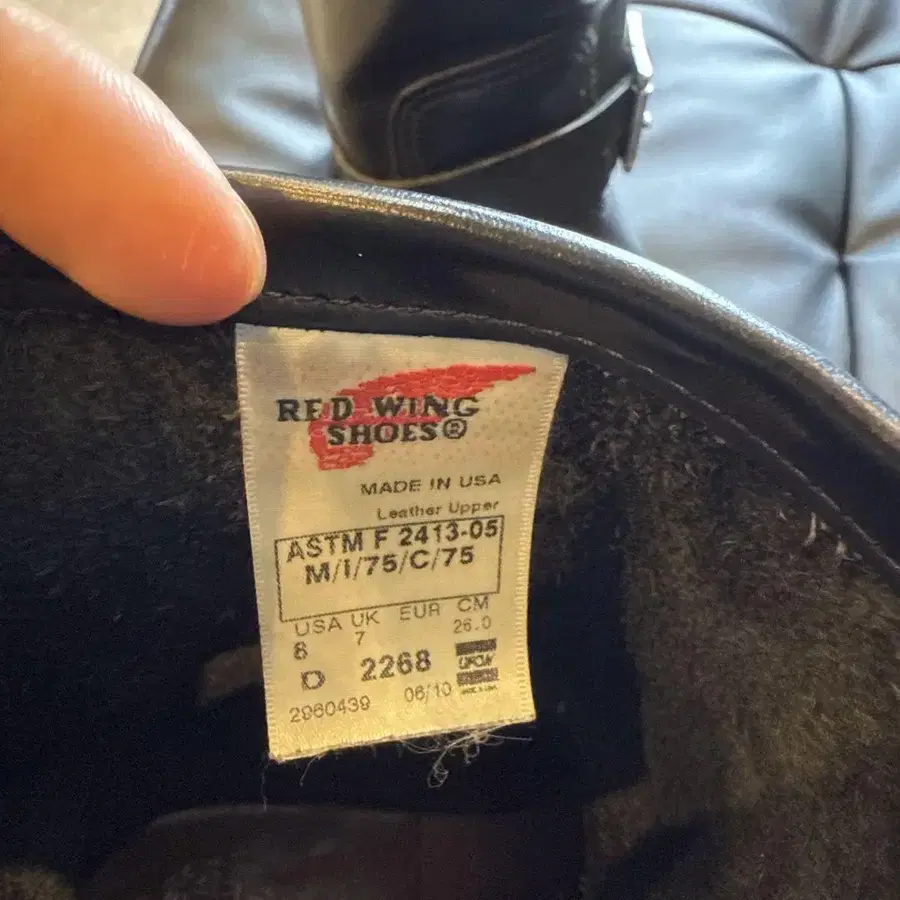 RED WING
SHOES®
MADE IN USA
Leather Upper
ASTM F 2413-05
M/I/75/C/75
USA UK EUR CM
8 7 26.0
D 2268
UFCW
2960439 06/10